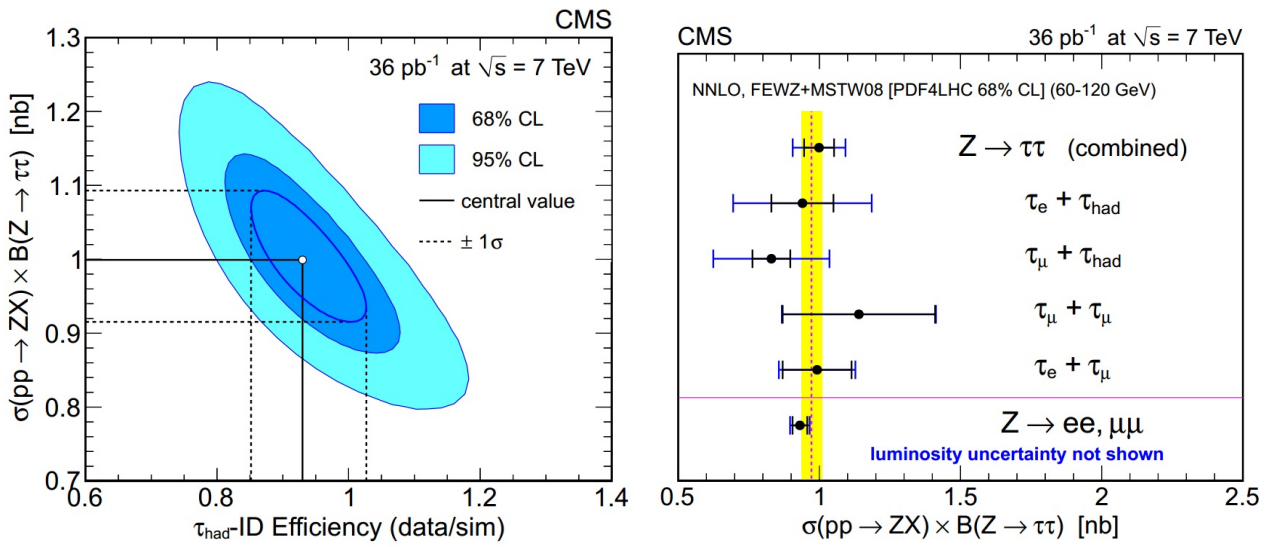 CMS
36 pb⁻¹ at √s = 7 TeV
68% CL
95% CL
central value
± 1σ
1.3
1.2
1.1
1
0.9
0.8
0.7
σ(pp → ZX) × B(Z → ττ) [nb]
0.6 0.8 1 1.2 1.4
τhad-ID Efficiency (data/sim)
CMS 36 pb⁻¹ at √s = 7 TeV
NNLO, FEWZ+MSTW08 [PDF4LHC 68% CL] (60-120 GeV)
Z → ττ (combined)
τe + τhad
τμ + τhad
τμ + τμ
τe + τμ
Z → ee, μμ
luminosity uncertainty not shown
0.5 1 1.5 2 2.5
σ(pp → ZX) × B(Z → ττ) [nb]